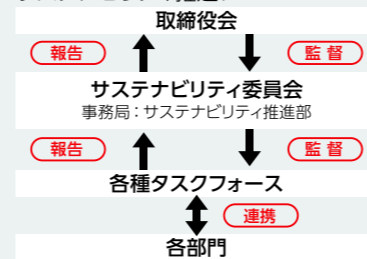 取締役会
報告 監督
サステナビリティ委員会
事務局：サステナビリティ推進部
報告 監督
各種タスクフォース
連携
各部門